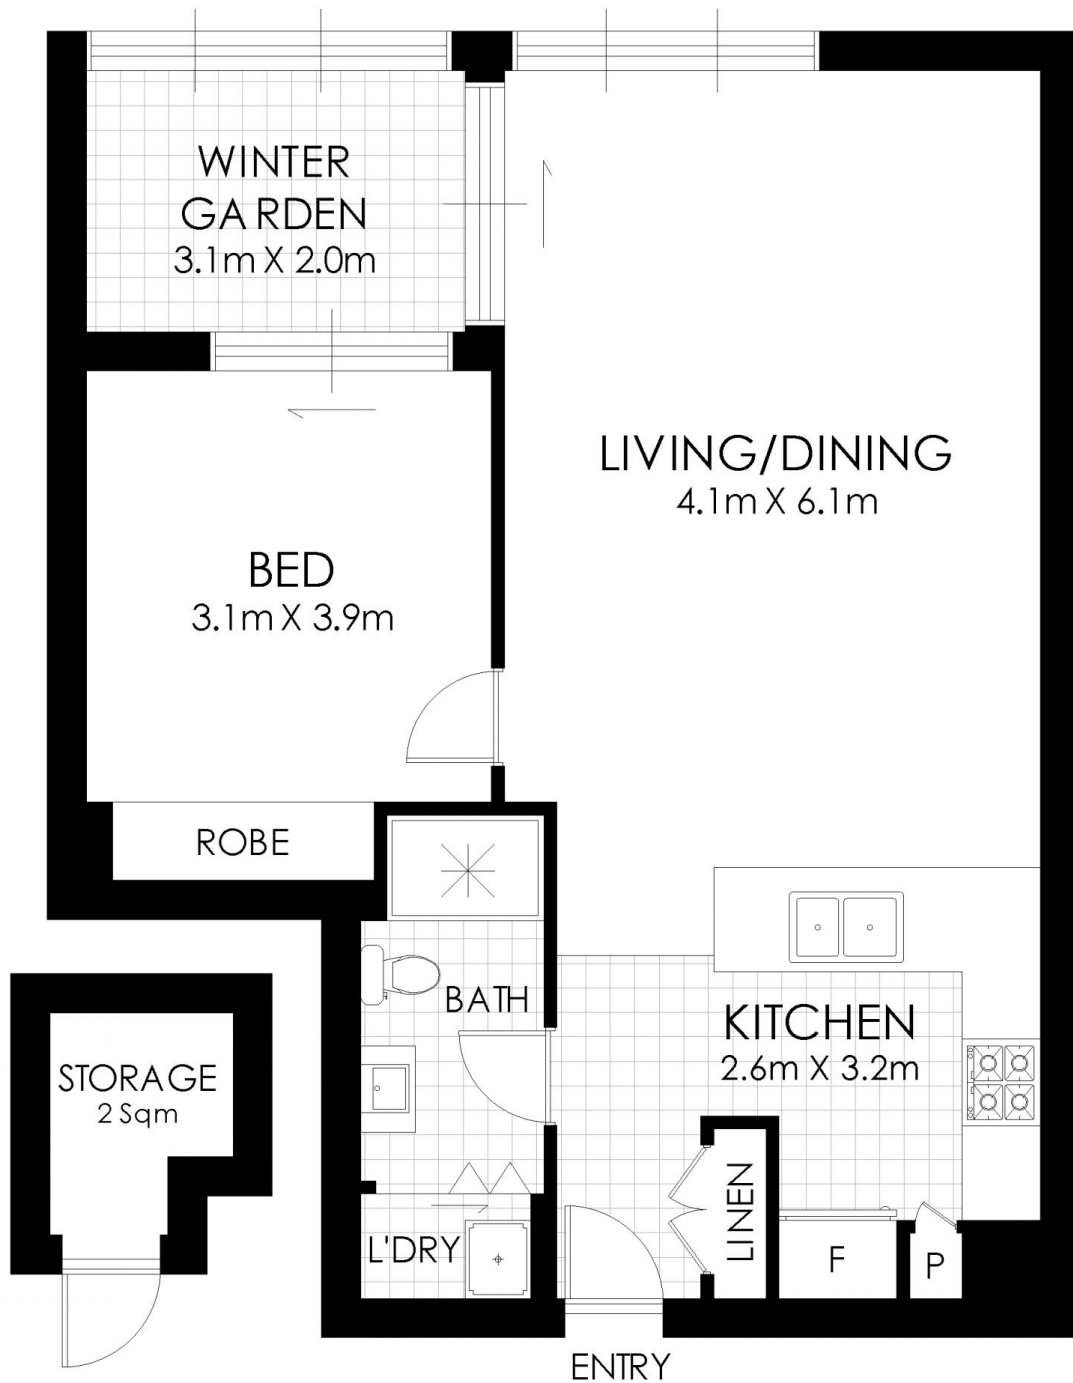 WINTER
GARDEN
3.1m X 2.0m
LIVING/DINING
4.1m X 6.1m
BED
3.1m X 3.9m
ROBE
BATH
KITCHEN
2.6m X 3.2m
STORAGE
2 Sqm
LINEN
L'DRY
F
P
ENTRY